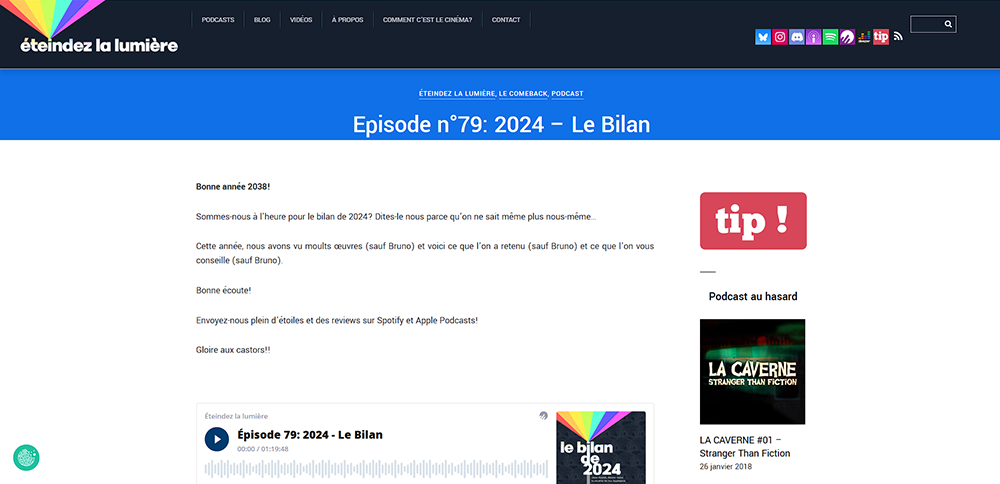 PODCASTS
BLOG
VIDÉOS
À PROPOS
COMMENT C'EST LE CINÉMA?
CONTACT
éteindez la lumière
tip
ÉTEINDEZ LA LUMIÈRE, LE COMEBACK, PODCAST
Episode n°79: 2024 – Le Bilan
Bonne année 2038!
Sommes-nous à l'heure pour le bilan de 2024? Dites-le nous parce qu'on ne sait même plus nous-même…
Cette année, nous avons vu moults œuvres (sauf Bruno) et voici ce que l'on a retenu (sauf Bruno) et ce que l'on vous
conseille (sauf Bruno).
Bonne écoute!
Envoyez-nous plein d'étoiles et des reviews sur Spotify et Apple Podcasts!
Gloire aux castors!!
Éteindez la lumière
Épisode 79: 2024 - Le Bilan
00:00 / 01:19:48
le bilan
de
2024
tip !
Podcast au hasard
LA CAVERNE
STRANGER THAN FICTION
LA CAVERNE #01 –
Stranger Than Fiction
26 janvier 2018